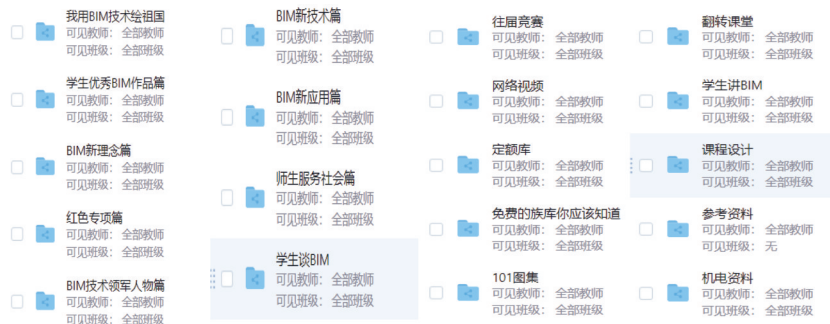 我用BIM技术绘祖国
可见教师： 全部教师
可见班级： 全部班级
学生优秀BIM作品篇
可见教师： 全部教师
可见班级： 全部班级
BIM新理念篇
可见教师： 全部教师
可见班级： 全部班级
红色专项篇
可见教师： 全部教师
可见班级： 全部班级
BIM技术领军人物篇
可见教师： 全部教师
可见班级： 全部班级
BIM新技术篇
可见教师： 全部教师
可见班级： 全部班级
BIM新应用篇
可见教师： 全部教师
可见班级： 全部班级
师生服务社会篇
可见教师： 全部教师
可见班级： 全部班级
学生谈BIM
可见教师： 全部教师
可见班级： 全部班级
往届竞赛
可见教师： 全部教师
可见班级： 全部班级
网络视频
可见教师： 全部教师
可见班级： 全部班级
定额库
可见教师： 全部教师
可见班级： 全部班级
免费的族库你应该知道
可见教师： 全部教师
可见班级： 全部班级
101图集
可见教师： 全部教师
可见班级： 全部班级
翻转课堂
可见教师： 全部教师
可见班级： 全部班级
学生讲BIM
可见教师： 全部教师
可见班级： 全部班级
课程设计
可见教师： 全部教师
可见班级： 全部班级
参考资料
可见教师： 全部教师
可见班级： 无
机电资料
可见教师： 全部教师
可见班级： 全部班级